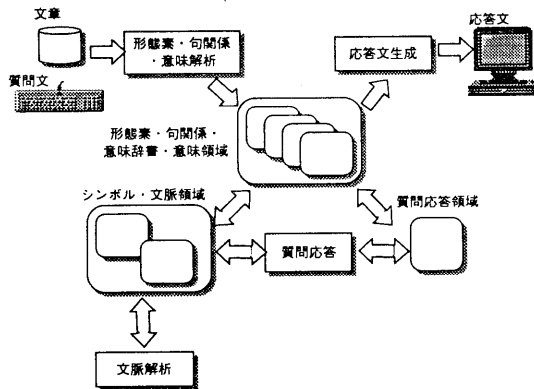 文章
形態素・句関係
・意味解析
応答文生成
応答文
質問文
形態素・句関係・
意味辞書・意味領域
シンボル・文脈領域
質問応答領域
質問応答
文脈解析